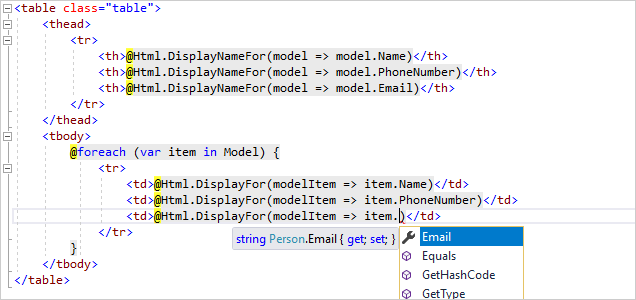 <table class="table">
<thead>
<tr>
<th>@Html.DisplayNameFor(model => model.Name)</th>
<th>@Html.DisplayNameFor(model => model.PhoneNumber)</th>
<th>@Html.DisplayNameFor(model => model.Email)</th>
</tr>
</thead>
<tbody>
@foreach (var item in Model) {
<tr>
<td>@Html.DisplayFor(modelItem => item.Name)</td>
<td>@Html.DisplayFor(modelItem => item.PhoneNumber)</td>
<td>@Html.DisplayFor(modelItem => item.)</td>
</tr>
string Person.Email { get; set; }
Email
Equals
GetHashCode
GetType
}
</tbody>
</table>